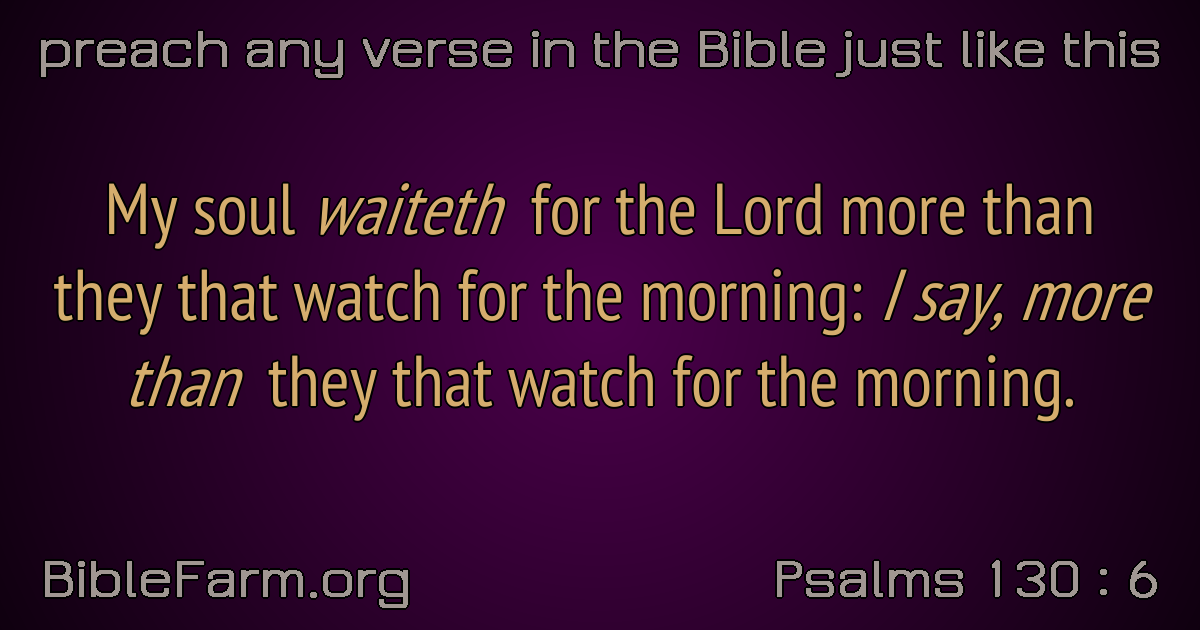 preach any verse in the Bible just like this
My soul waiteth for the Lord more than
they that watch for the morning: I say, more
than they that watch for the morning.
BibleFarm.org
Psalms 130 : 6